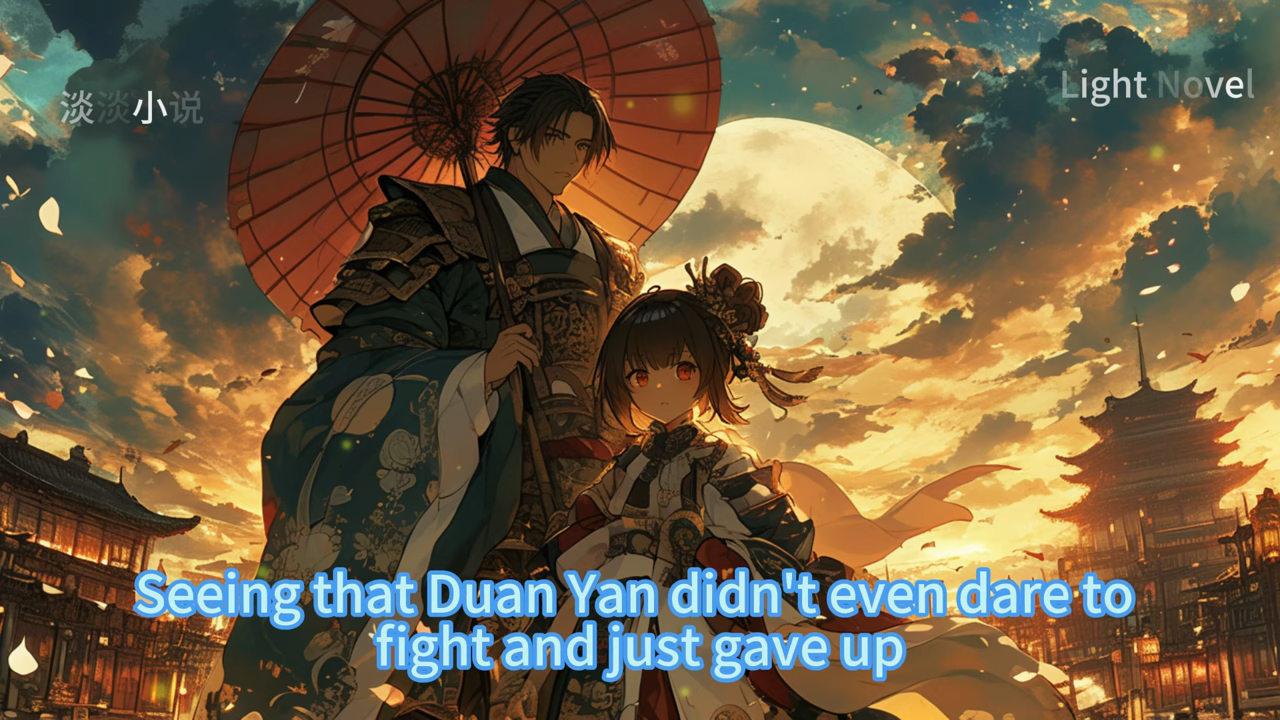 淡淡小说
Light Novel
Seeing that Duan Yan didn't even dare to
fight and just gave up